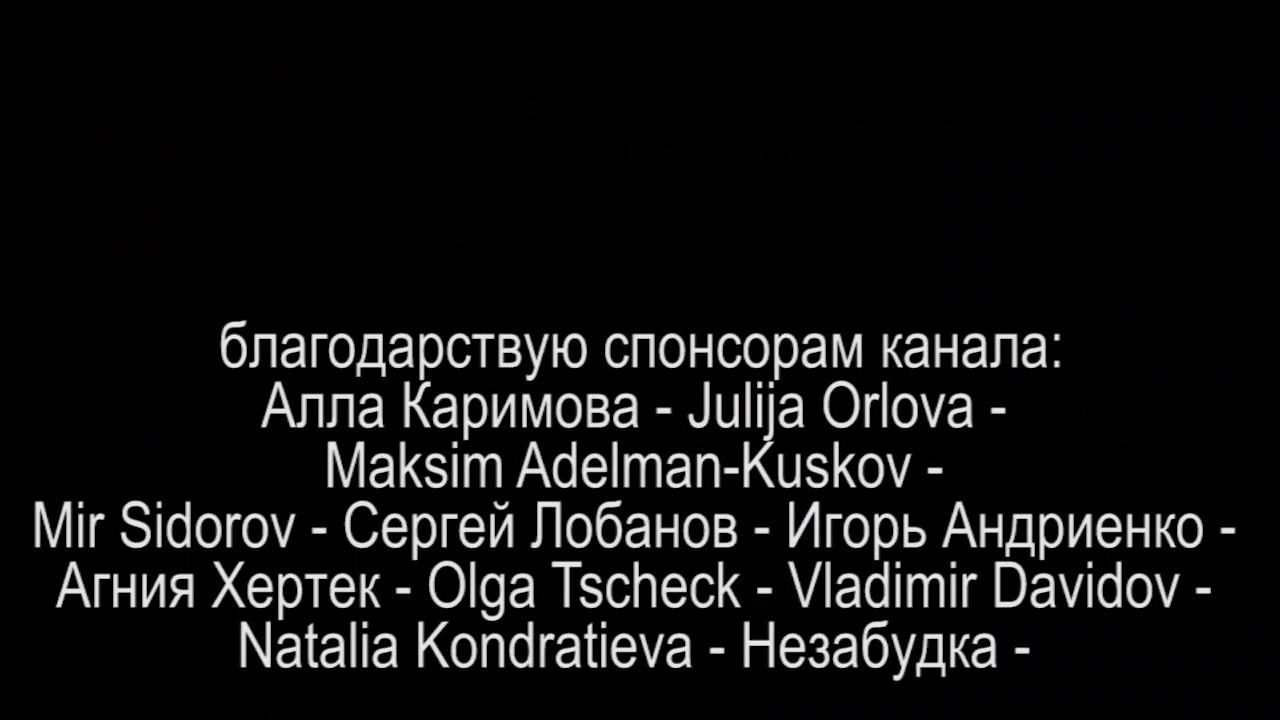 благодарствую спонсорам канала:
Алла Каримова - Julija Orlova -
Maksim Adelman-Kuskov -
Mir Sidorov - Сергей Лобанов - Игорь Андриенко -
Агния Хертек - Olga Tscheck - Vladimir Davidov -
Natalia Kondratieva - Незабудка -